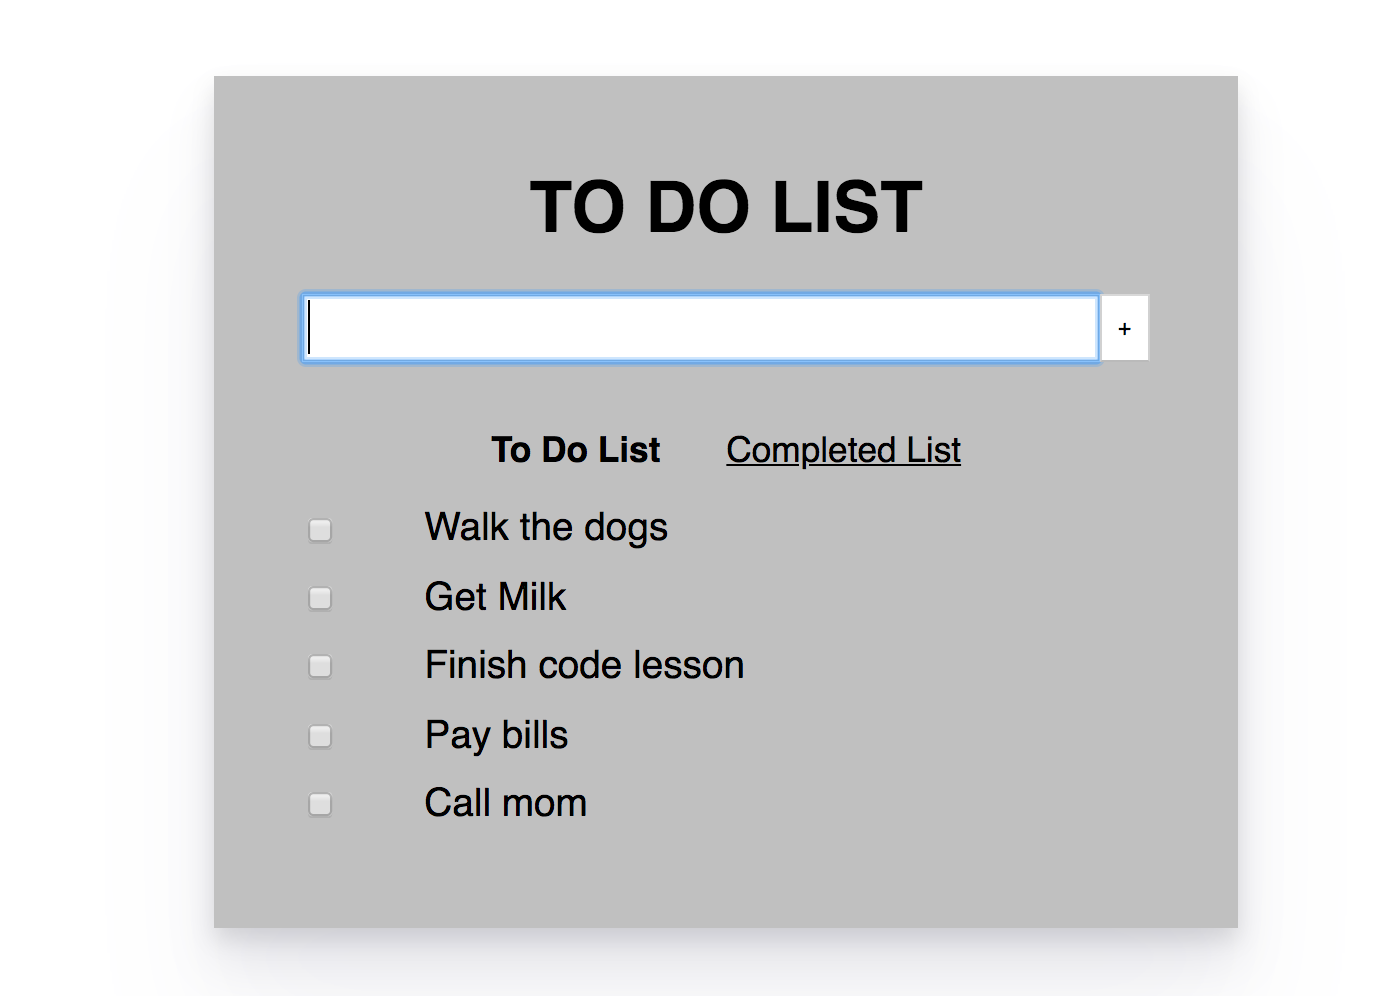 TO DO LIST
+
To Do List Completed List
Walk the dogs
Get Milk
Finish code lesson
Pay bills
Call mom